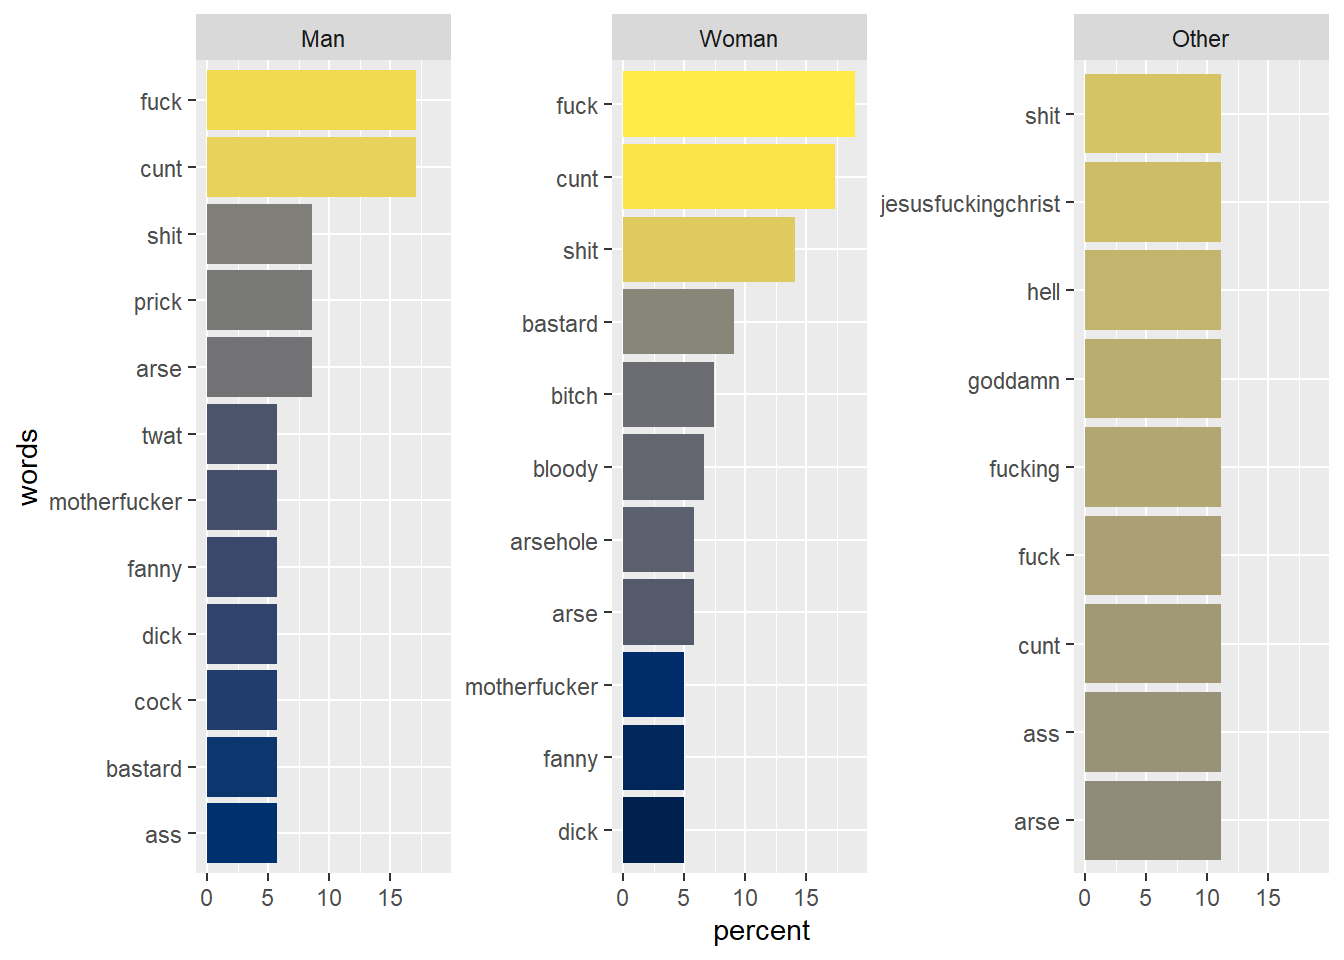 Man
Woman
Other
words
fuck
cunt
shit
prick
arse
twat
motherfucker
fanny
dick
cock
bastard
ass
0 5 10 15
fuck
cunt
shit
bastard
bitch
bloody
arsehole
arse
motherfucker
fanny
dick
0 5 10 15
shit
jesusfuckingchrist
hell
goddamn
fucking
fuck
cunt
ass
arse
0 5 10 15
percent